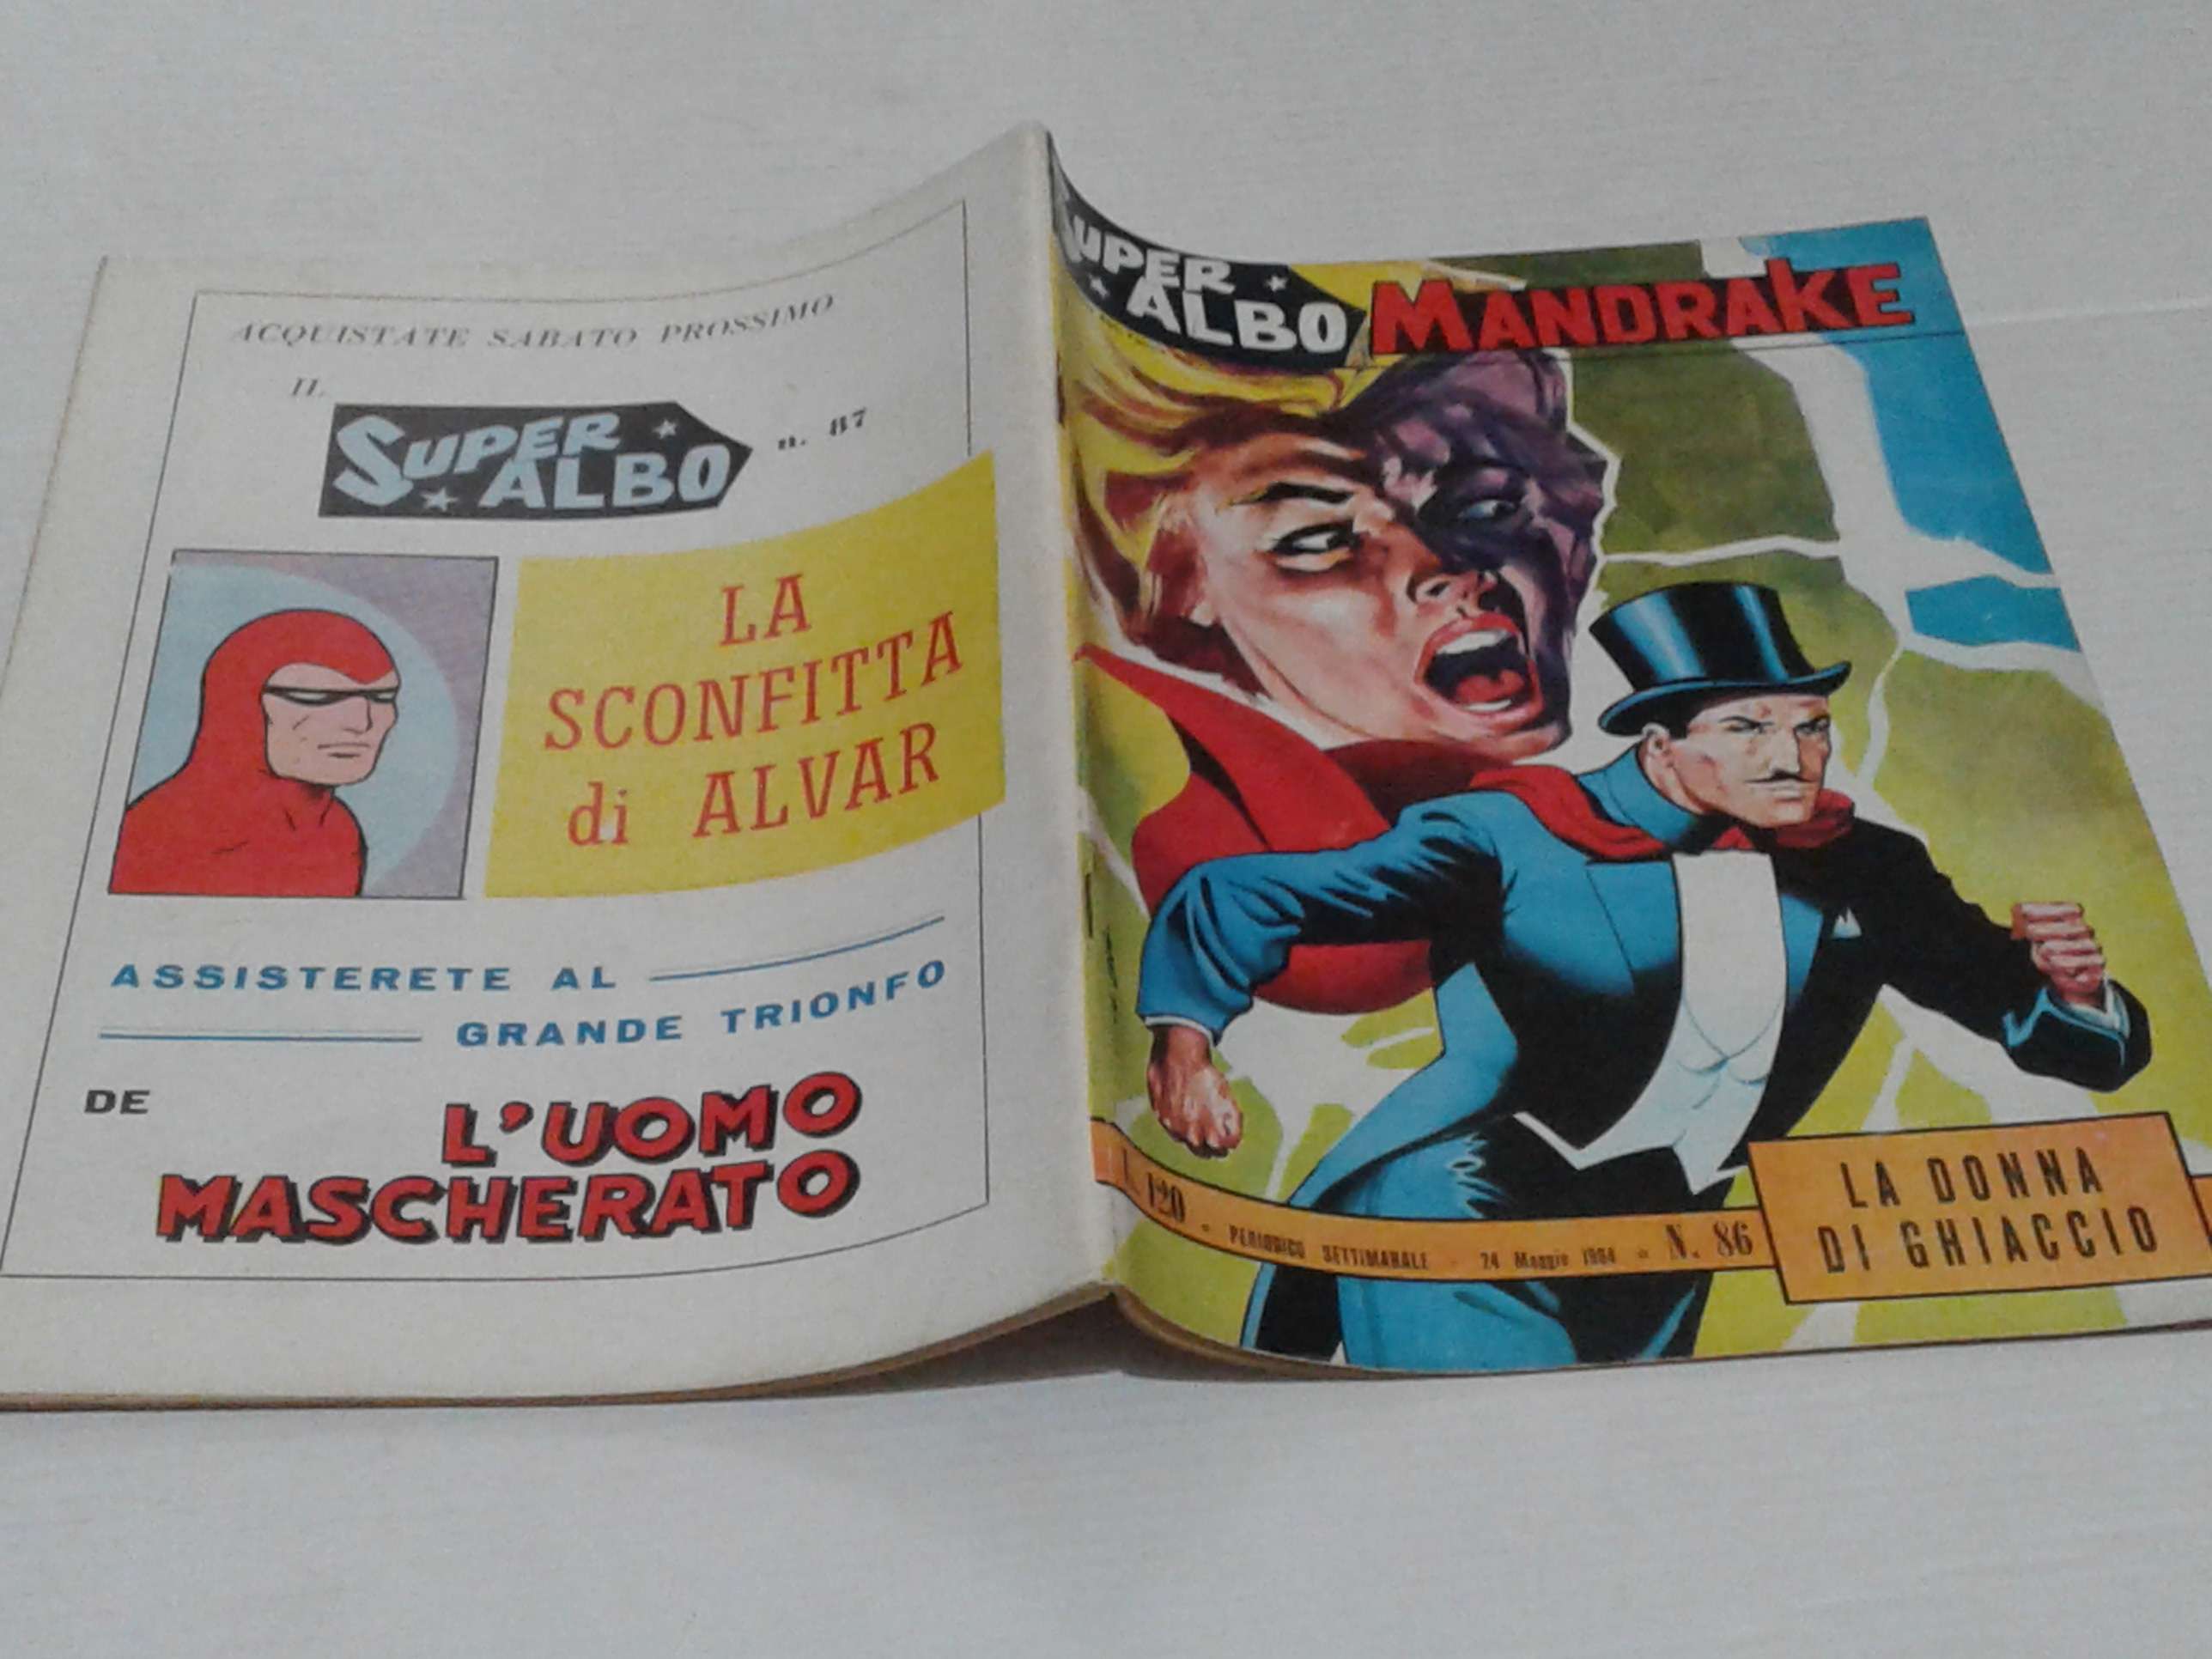 ACQUISTATE SABATO PROSSIMO
IL
SUPER
ALBO
n. 87
LA
SCONFITTA
di ALVAR
ASSISTERETE AL
GRANDE TRIONFO
DE
L'UOMO
MASCHERATO
SUPER
ALBO
MANDRAKE
L. 120 - PERIODICO SETTIMANALE - 24 Maggio 1964 - N. 86
LA DONNA
DI GHIACCIO